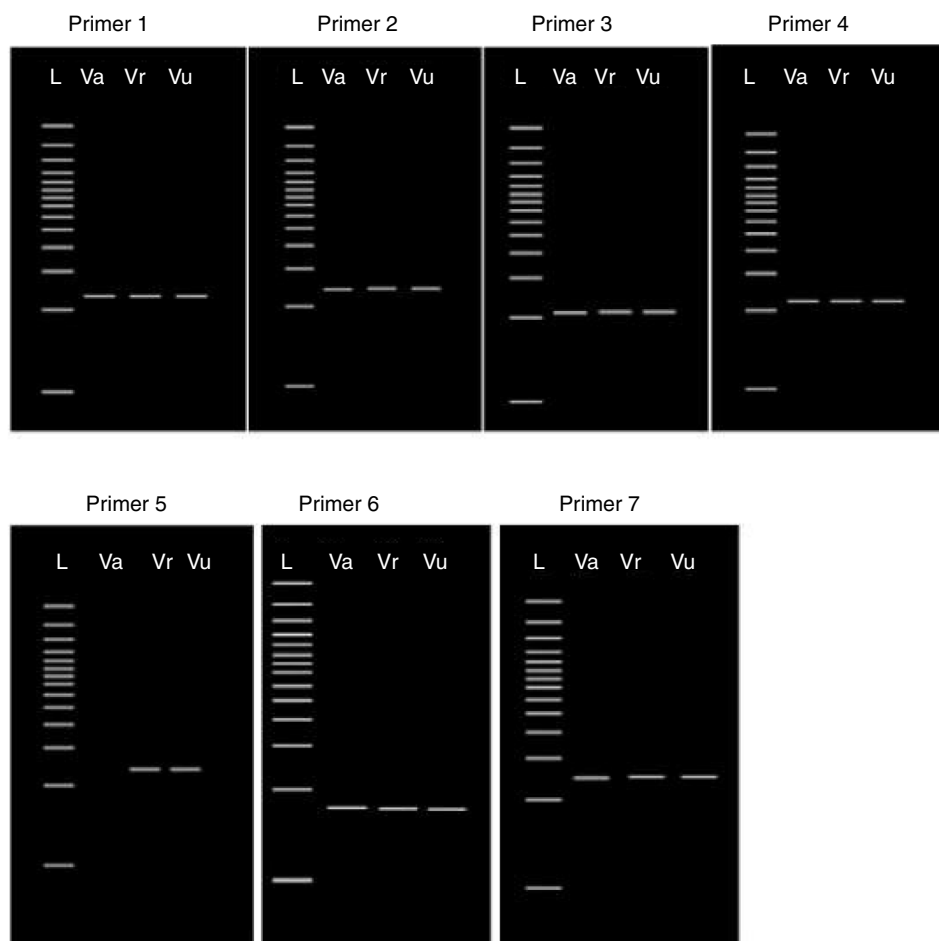 Primer 1 Primer 2 Primer 3 Primer 4
L Va Vr Vu L Va Vr Vu L Va Vr Vu L Va Vr Vu
Primer 5 Primer 6 Primer 7
L Va Vr Vu L Va Vr Vu L Va Vr Vu